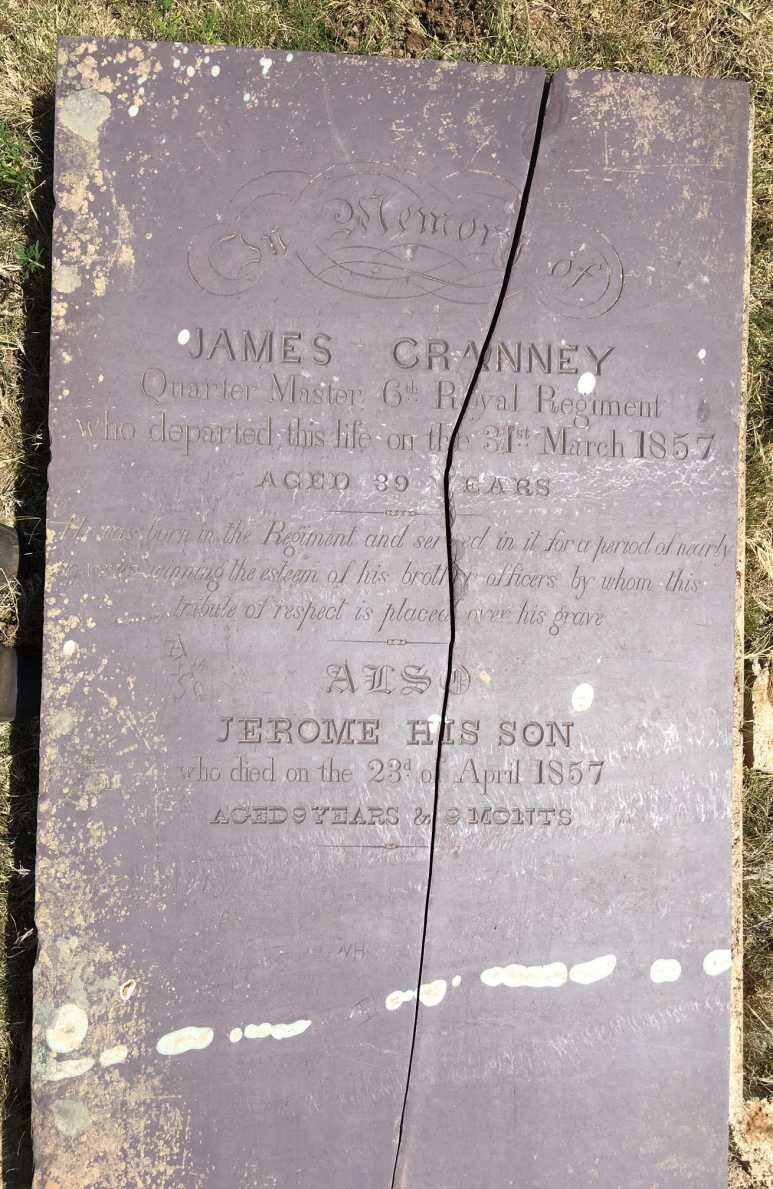 In Memory of
JAMES CRANNEY
Quarter Master 6th Royal Regiment
who departed this life on the 31st March 1857
AGED 39 YEARS
He was born in the Regiment and served in it for a period of nearly
winning the esteem of his brother officers by whom this
tribute of respect is placed over his grave
ALSO
JEROME HIS SON
who died on the 23d of April 1857
AGED 9 YEARS & 9 MONTS